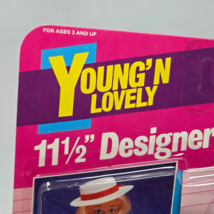 FOR AGES 3 AND UP
YOUNG'N
LOVELY
11½" Designer